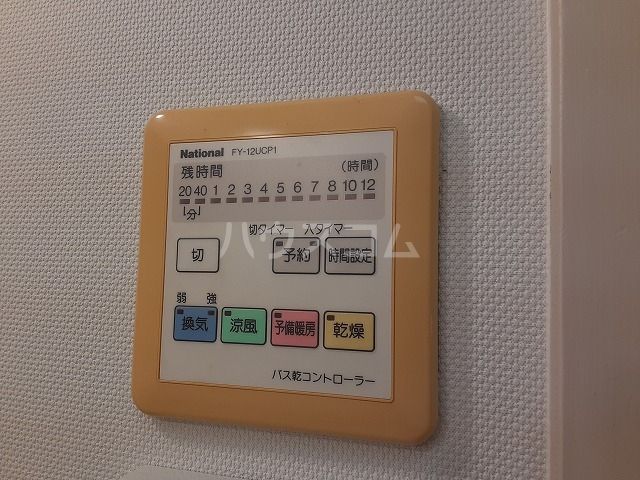 National FY-12UCP1
残時間 (時間)
20 40 1 2 3 4 5 6 7 8 10 12
分
切タイマー 入タイマー
ハウスコム
切 予約 時間設定
弱 強
換気 涼風 予備暖房 乾燥
バス乾コントローラー